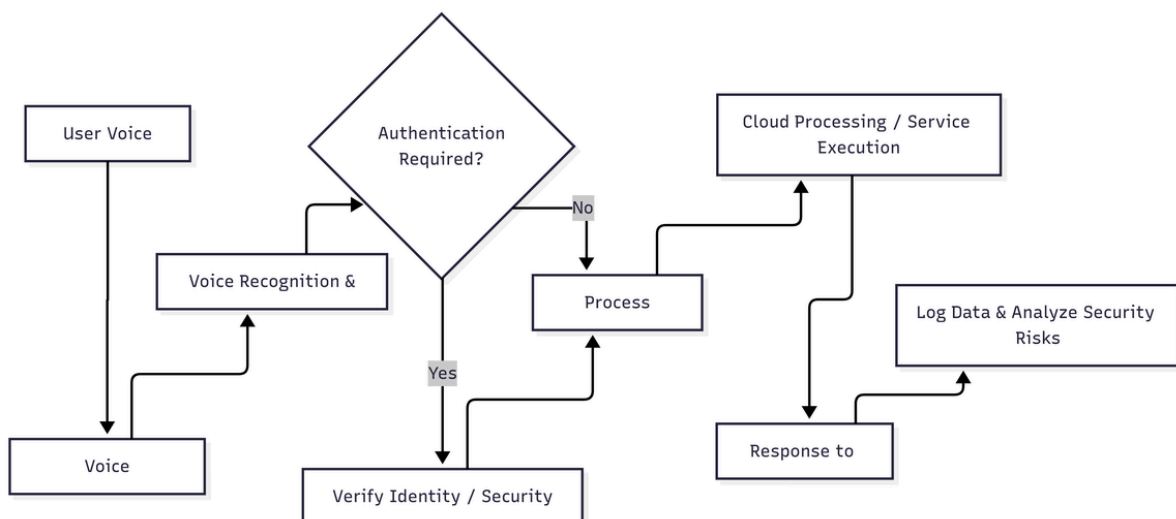 User Voice
Voice
Voice Recognition &
Authentication
Required?
No
Yes
Verify Identity / Security
Process
Cloud Processing / Service
Execution
Response to
Log Data & Analyze Security
Risks